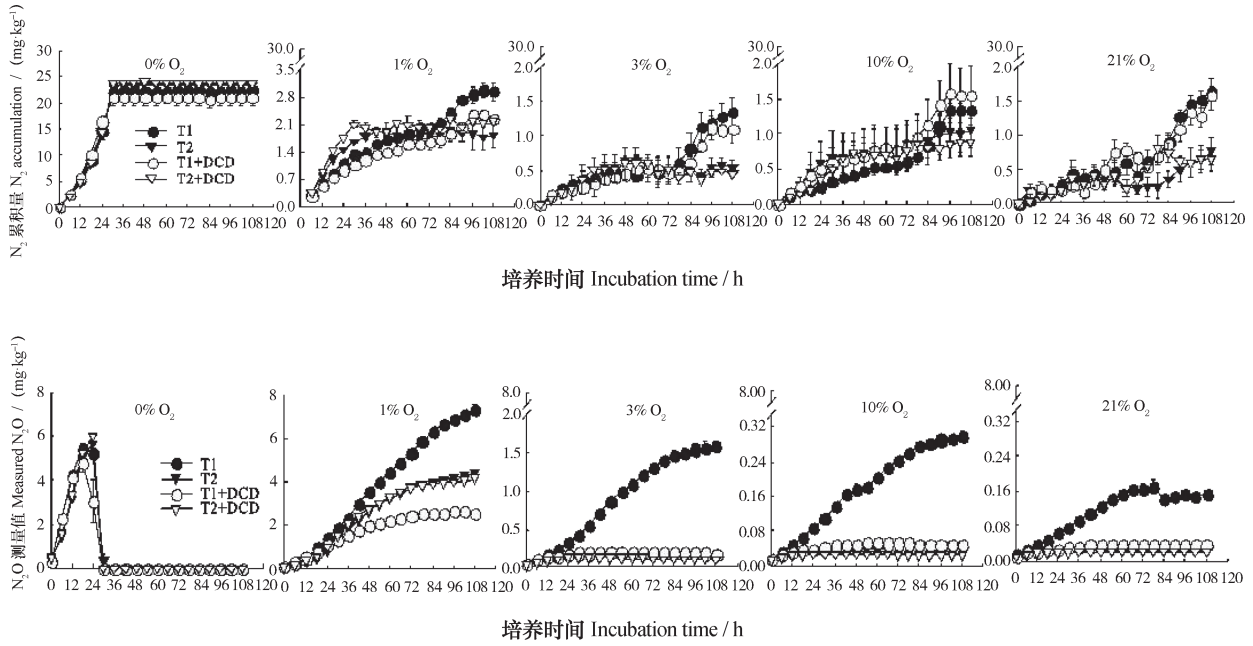 N₂ 累积量 N₂ accumulation / (mg·kg⁻¹)
0% O₂
1% O₂
3% O₂
10% O₂
21% O₂
30 25 20 15 10 5 0
30.0 3.5 2.8 2.1 1.4 0.7 0.0
30.0 2.0 1.5 1.0 0.5 0.0
30.0 2.0 1.5 1.0 0.5 0.0
30.0 2.0 1.5 1.0 0.5 0.0
T1
T2
T1+DCD
T2+DCD
0 12 24 36 48 60 72 84 96 108 120
0 12 24 36 48 60 72 84 96 108 120
0 12 24 36 48 60 72 84 96 108 120
0 12 24 36 48 60 72 84 96 108 120
0 12 24 36 48 60 72 84 96 108 120
培养时间 Incubation time / h
N₂O 测量值 Measured N₂O / (mg·kg⁻¹)
0% O₂
1% O₂
3% O₂
10% O₂
21% O₂
8 6 4 2 0
8 6 4 2 0
8.00 2.0 1.5 1.0 0.5 0.0
8.00 0.32 0.24 0.16 0.08 0.00
8.00 0.32 0.24 0.16 0.08 0.00
T1
T2
T1+DCD
T2+DCD
0 12 24 36 48 60 72 84 96 108 120
0 12 24 36 48 60 72 84 96 108 120
0 12 24 36 48 60 72 84 96 108 120
0 12 24 36 48 60 72 84 96 108 120
0 12 24 36 48 60 72 84 96 108 120
培养时间 Incubation time / h